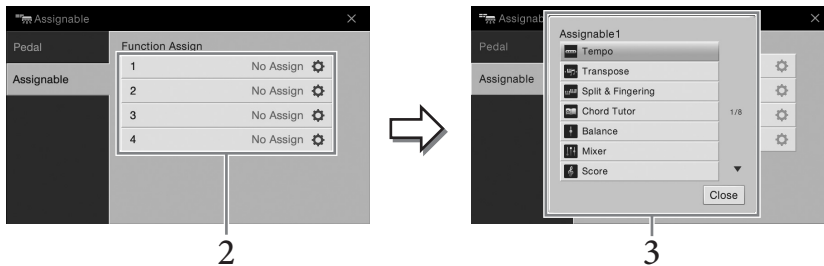 Assignable
Pedal
Assignable
Function Assign
1 No Assign
2 No Assign
3 No Assign
4 No Assign
2
Assignab
Pedal
Assignable
Assignable1
Tempo
Transpose
Split & Fingering
Chord Tutor
Balance
Mixer
Score
1/8
Close
3